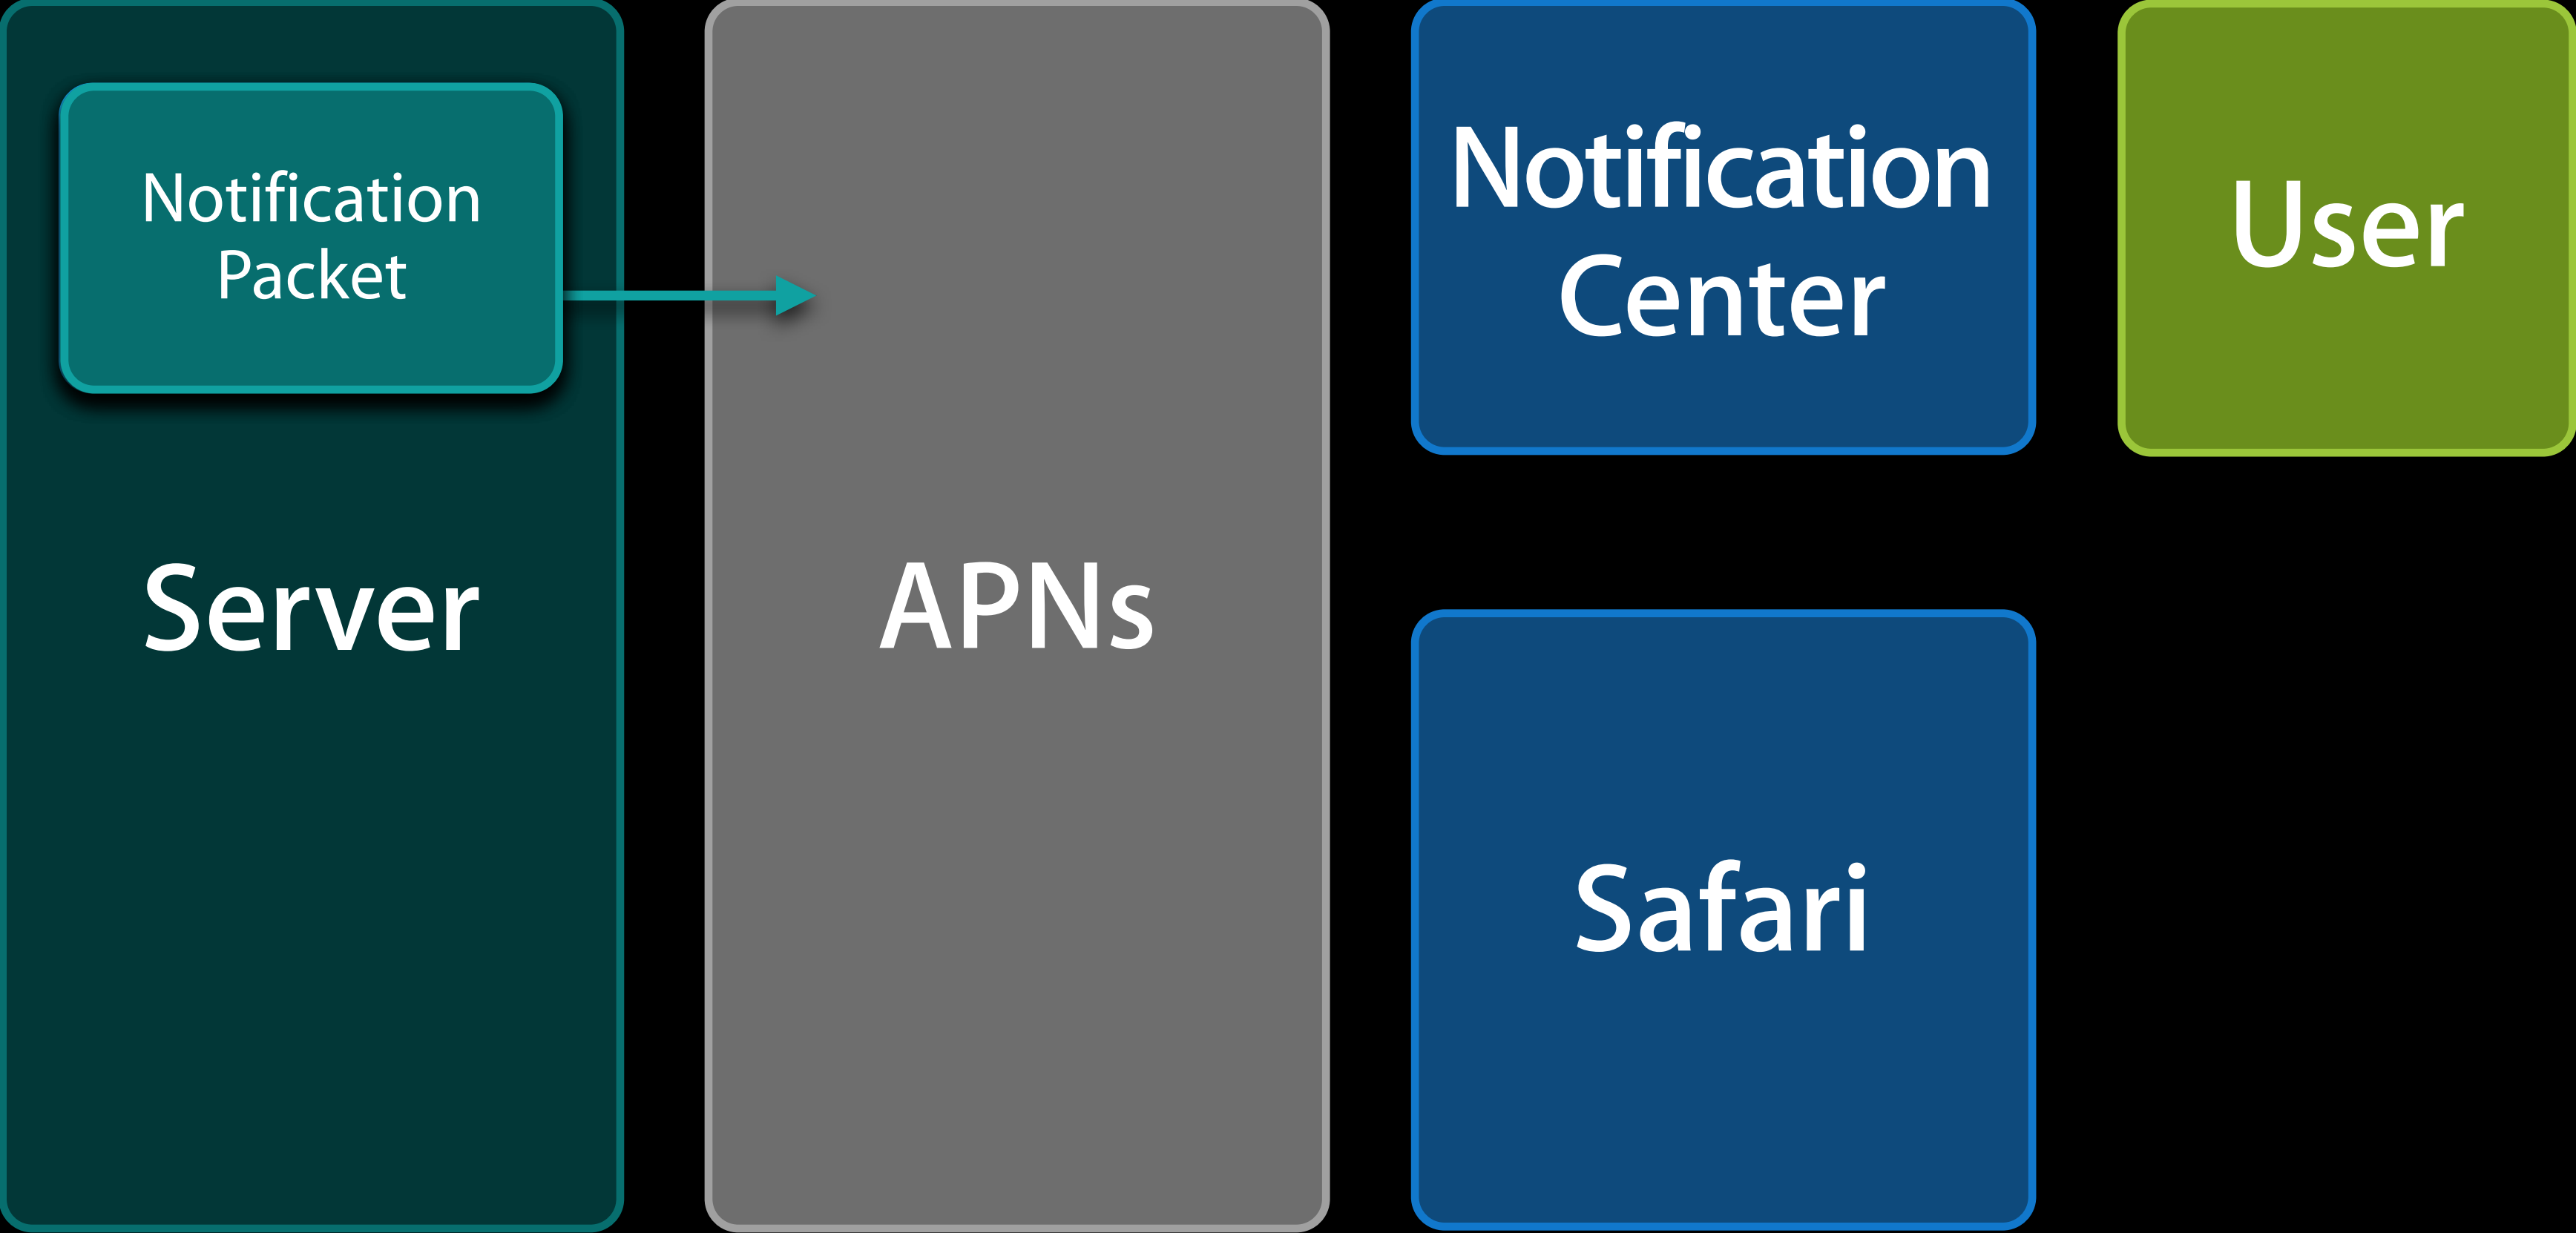 Notification
Packet
Server
APNs
Notification
Center
User
Safari